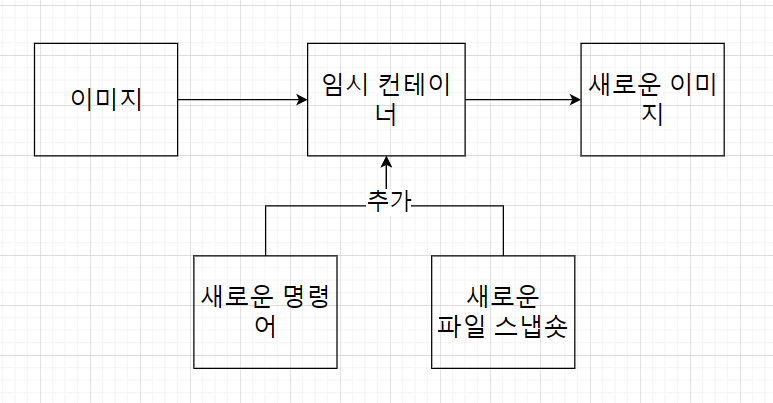 이미지
임시 컨테이
너
새로운 이미
지
추가
새로운 명령
어
새로운
파일 스냅숏